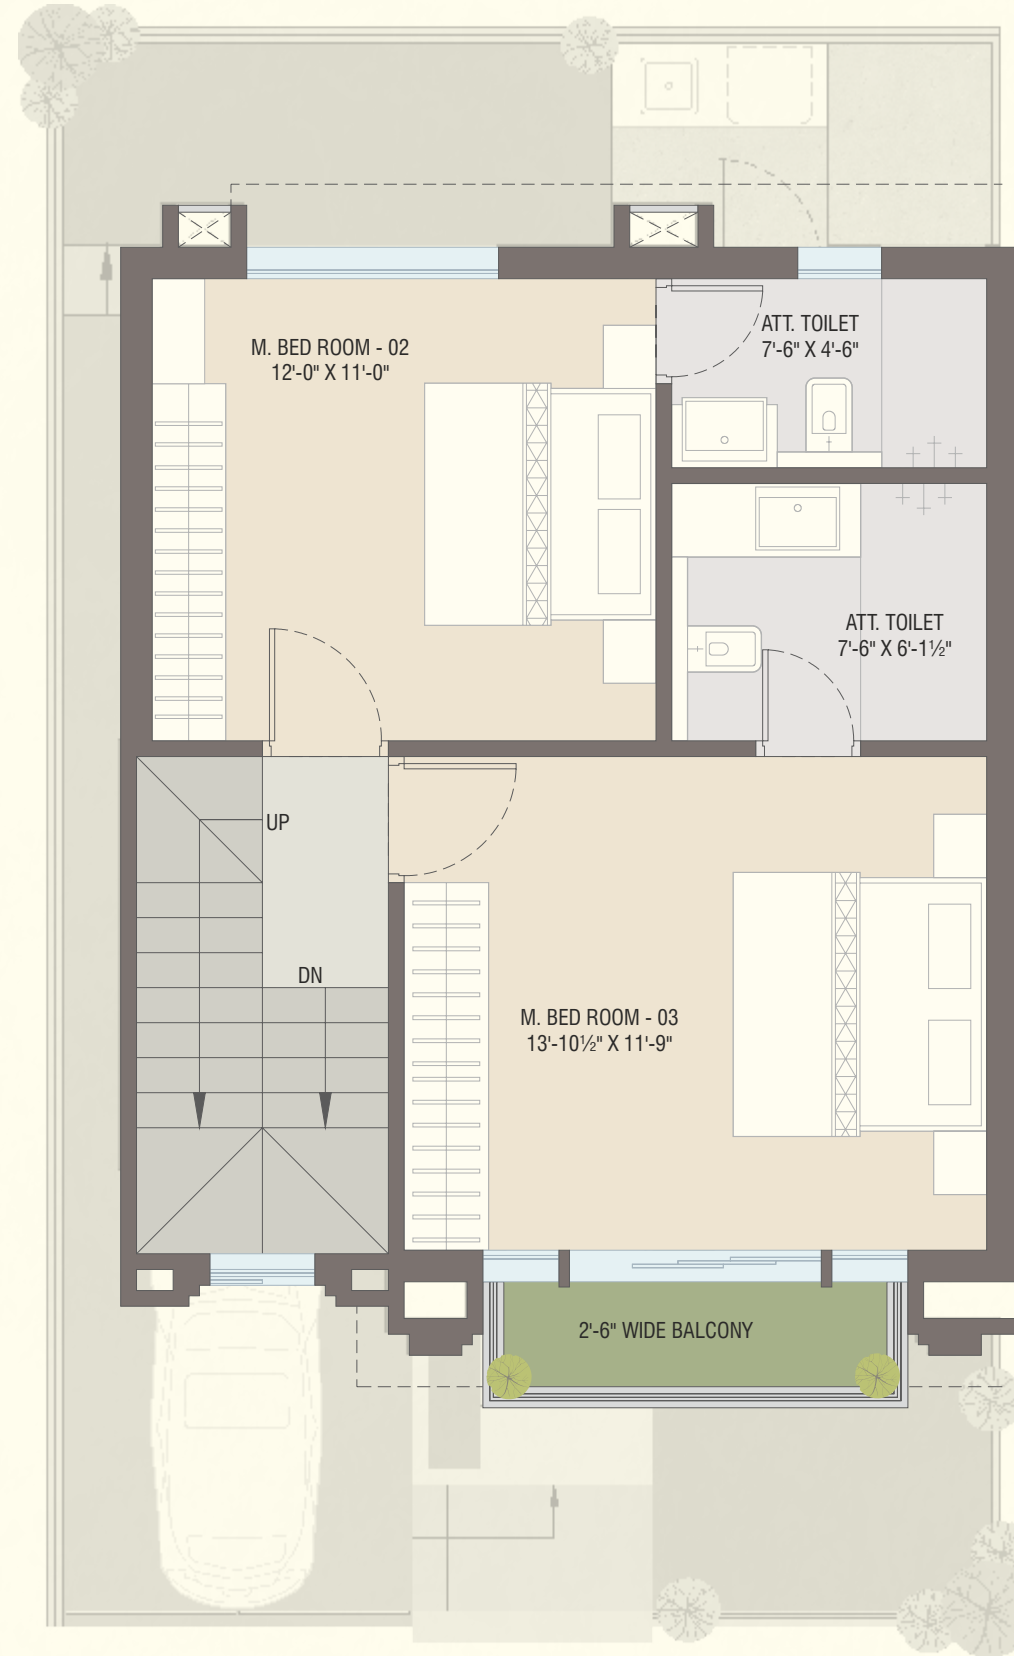 ATT. TOILET
7'-6" X 4'-6"
M. BED ROOM - 02
12'-0" X 11'-0"
ATT. TOILET
7'-6" X 6'-1½"
UP
DN
M. BED ROOM - 03
13'-10½" X 11'-9"
2'-6" WIDE BALCONY